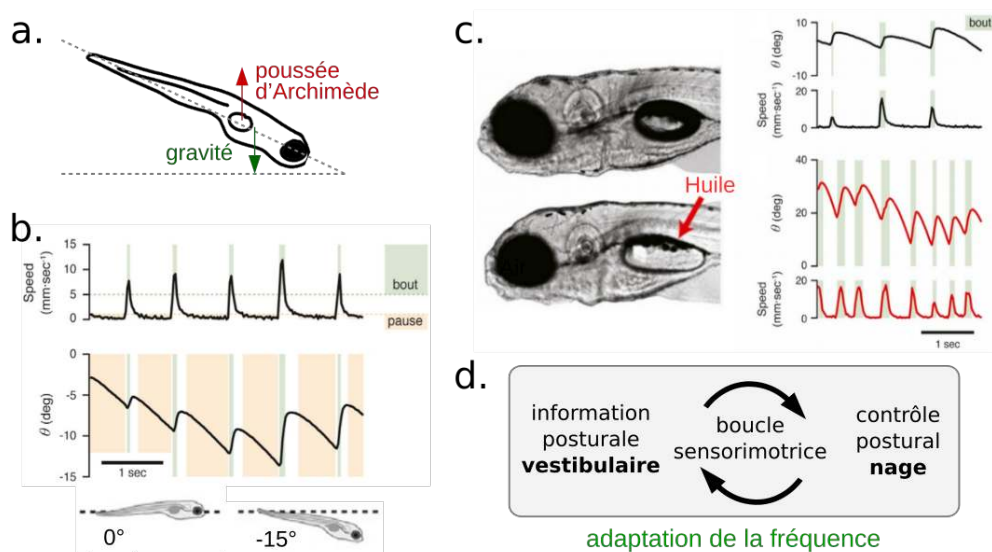 a.
poussée
d'Archimède
gravité
b.
Speed
(mm·sec⁻¹)
15
10
5
0
bout
pause
θ (deg)
0
-5
-10
-15
1 sec
0°
-15°
c.
Huile
bout
θ (deg)
10
-10
Speed
(mm·sec⁻¹)
20
0
θ (deg)
40
20
0
Speed
(mm·sec⁻¹)
20
0
1 sec
d.
information
posturale
vestibulaire
boucle
sensorimotrice
contrôle
postural
nage
adaptation de la fréquence